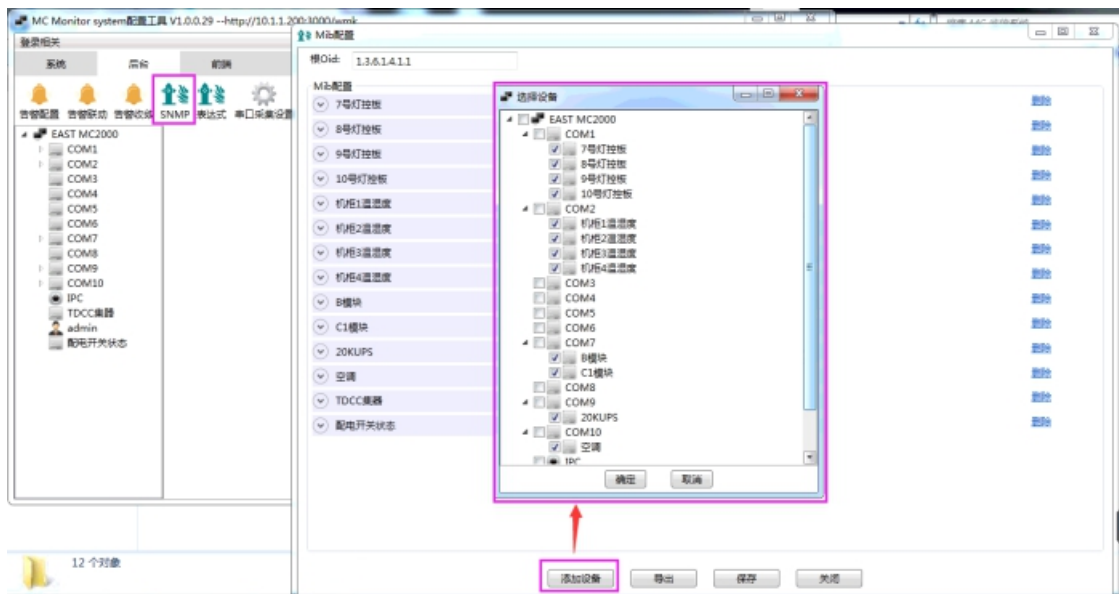 MC Monitor system配置工具 V1.0.0.29 --http://10.1.1.200:3000/wmk
登录相关
系统 后台 前端
告警配置 告警联动 告警收敛 SNMP 表达式 串口采集设置
EAST MC2000
COM1
COM2
COM3
COM4
COM5
COM6
COM7
COM8
COM9
COM10
IPC
TDCC集器
admin
配电开关状态
12 个对象
Mib配置
根Oid: 1.3.6.1.4.1.1
Mib配置
7号灯控板 删除
8号灯控板 删除
9号灯控板 删除
10号灯控板 删除
机柜1温湿度 删除
机柜2温湿度 删除
机柜3温湿度 删除
机柜4温湿度 删除
B模块 删除
C1模块 删除
20KUPS 删除
空调 删除
TDCC集器 删除
配电开关状态 删除
选择设备
EAST MC2000
COM1
7号灯控板
8号灯控板
9号灯控板
10号灯控板
COM2
机柜1温湿度
机柜2温湿度
机柜3温湿度
机柜4温湿度
COM3
COM4
COM5
COM6
COM7
B模块
C1模块
COM8
COM9
20KUPS
COM10
空调
IPC
确定 取消
添加设备 导出 保存 关闭